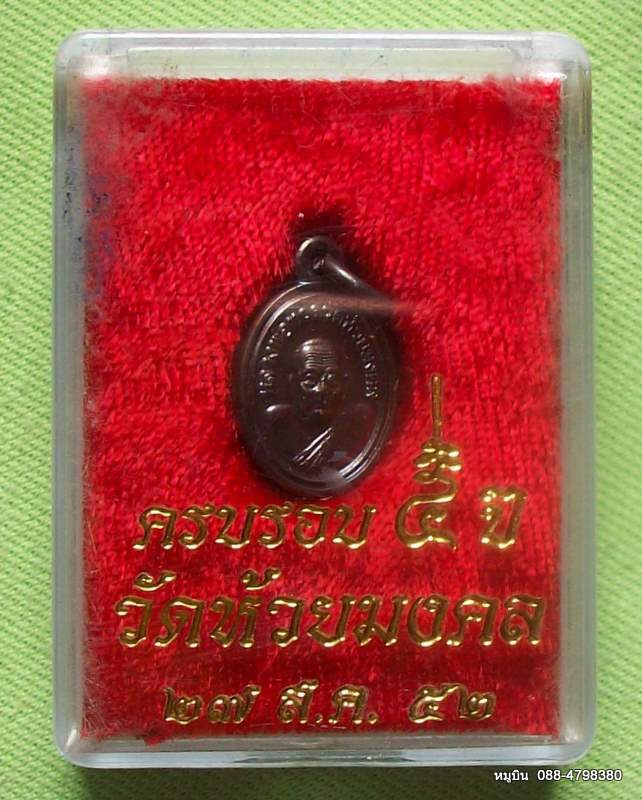 ครบรอบ ๕ ปี
วัดห้วยมงคล
๒๗ ส.ค. ๕๒
หมูบิน 088-4798380